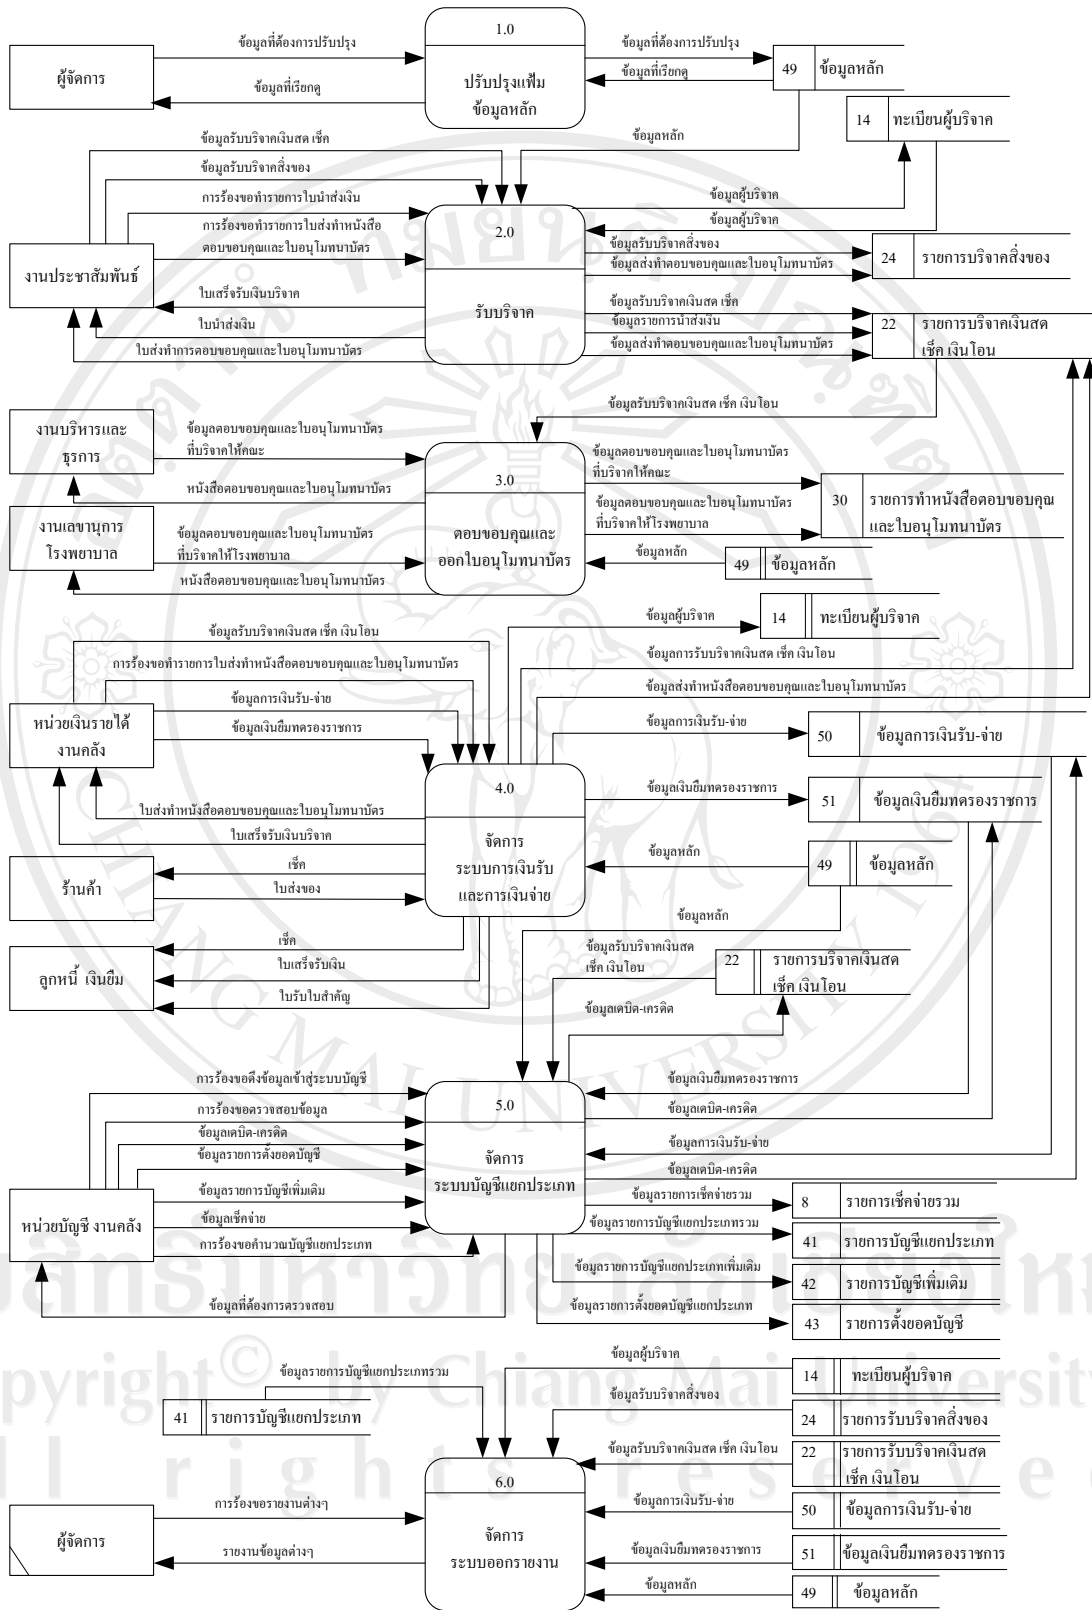 1.0
ข้อมูลที่ต้องการปรับปรุง
ข้อมูลที่ต้องการปรับปรุง
ผู้จัดการ
ปรับปรุงแฟ้ม
ข้อมูลหลัก
49 ข้อมูลหลัก
ข้อมูลที่เรียกดู
ข้อมูลที่เรียกดู
14 ทะเบียนผู้บริจาค
ข้อมูลหลัก
ข้อมูลรับบริจาคเงินสด เช็ค
ข้อมูลรับบริจาคสิ่งของ
การร้องขอทำรายการใบนำส่งเงิน
การร้องขอทำรายการใบส่งทำหนังสือ
ตอบขอบคุณและใบอนุโมทนาบัตร
งานประชาสัมพันธ์
ใบเสร็จรับเงินบริจาค
ใบนำส่งเงิน
ใบส่งทำการตอบขอบคุณและใบอนุโมทนาบัตร
2.0
รับบริจาค
ข้อมูลผู้บริจาค
ข้อมูลผู้บริจาค
ข้อมูลรับบริจาคสิ่งของ
ข้อมูลส่งทำตอบขอบคุณและใบอนุโมทนาบัตร
24 รายการบริจาคสิ่งของ
ข้อมูลรับบริจาคเงินสด เช็ค
ข้อมูลรายการนำส่งเงิน
ข้อมูลส่งทำตอบขอบคุณและใบอนุโมทนาบัตร
22 รายการบริจาคเงินสด
เช็ค เงินโอน
ข้อมูลรับบริจาคเงินสด เช็ค เงินโอน
งานบริหารและ
ธุรการ
ข้อมูลตอบขอบคุณและใบอนุโมทนาบัตร
ที่บริจาคให้คณะ
หนังสือตอบขอบคุณและใบอนุโมทนาบัตร
งานเลขานุการ
โรงพยาบาล
ข้อมูลตอบขอบคุณและใบอนุโมทนาบัตร
ที่บริจาคให้โรงพยาบาล
หนังสือตอบขอบคุณและใบอนุโมทนาบัตร
3.0
ตอบขอบคุณและ
ออกใบอนุโมทนาบัตร
ข้อมูลตอบขอบคุณและใบอนุโมทนาบัตร
ที่บริจาคให้คณะ
ข้อมูลตอบขอบคุณและใบอนุโมทนาบัตร
ที่บริจาคให้โรงพยาบาล
30 รายการทำหนังสือตอบขอบคุณ
และใบอนุโมทนาบัตร
ข้อมูลหลัก
49 ข้อมูลหลัก
ข้อมูลผู้บริจาค
14 ทะเบียนผู้บริจาค
ข้อมูลรับบริจาคเงินสด เช็ค เงินโอน
ข้อมูลการรับบริจาคเงินสด เช็ค เงินโอน
การร้องขอทำรายการใบส่งทำหนังสือตอบขอบคุณและใบอนุโมทนาบัตร
ข้อมูลส่งทำหนังสือตอบขอบคุณและใบอนุโมทนาบัตร
ข้อมูลการเงินรับ-จ่าย
ข้อมูลเงินยืมทดรองราชการ
หน่วยเงินรายได้
งานคลัง
ใบส่งทำหนังสือตอบขอบคุณและใบอนุโมทนาบัตร
ใบเสร็จรับเงินบริจาค
ข้อมูลการเงินรับ-จ่าย
50 ข้อมูลการเงินรับ-จ่าย
4.0
จัดการ
ระบบการเงินรับ
และการเงินจ่าย
ข้อมูลเงินยืมทดรองราชการ
51 ข้อมูลเงินยืมทดรองราชการ
ข้อมูลหลัก
49 ข้อมูลหลัก
ร้านค้า
เช็ค
ใบส่งของ
ลูกหนี้ เงินยืม
เช็ค
ใบเสร็จรับเงิน
ใบรับใบสำคัญ
ข้อมูลหลัก
ข้อมูลรับบริจาคเงินสด
เช็ค เงินโอน
22 รายการบริจาคเงินสด
เช็ค เงินโอน
ข้อมูลเดบิต-เครดิต
การร้องขอดึงข้อมูลเข้าสู่ระบบบัญชี
การร้องขอตรวจสอบข้อมูล
ข้อมูลเดบิต-เครดิต
ข้อมูลรายการตั้งยอดบัญชี
ข้อมูลรายการบัญชีเพิ่มเติม
ข้อมูลเช็คจ่าย
การร้องขอคำนวณบัญชีแยกประเภท
หน่วยบัญชี งานคลัง
ข้อมูลที่ต้องการตรวจสอบ
5.0
จัดการ
ระบบบัญชีแยกประเภท
ข้อมูลเงินยืมทดรองราชการ
ข้อมูลเดบิต-เครดิต
ข้อมูลการเงินรับ-จ่าย
ข้อมูลเดบิต-เครดิต
ข้อมูลรายการเช็คจ่ายรวม
8 รายการเช็คจ่ายรวม
ข้อมูลรายการบัญชีแยกประเภทรวม
41 รายการบัญชีแยกประเภท
ข้อมูลรายการบัญชีแยกประเภทเพิ่มเติม
42 รายการบัญชีเพิ่มเติม
ข้อมูลรายการตั้งยอดบัญชีแยกประเภท
43 รายการตั้งยอดบัญชี
ข้อมูลรายการบัญชีแยกประเภทรวม
41 รายการบัญชีแยกประเภท
ข้อมูลผู้บริจาค
14 ทะเบียนผู้บริจาค
ข้อมูลรับบริจาคสิ่งของ
24 รายการรับบริจาคสิ่งของ
ข้อมูลรับบริจาคเงินสด เช็ค เงินโอน
22 รายการรับบริจาคเงินสด
เช็ค เงินโอน
6.0
จัดการ
ระบบออกรายงาน
ผู้จัดการ
การร้องขอรายงานต่างๆ
รายงานข้อมูลต่างๆ
ข้อมูลการเงินรับ-จ่าย
50 ข้อมูลการเงินรับ-จ่าย
ข้อมูลเงินยืมทดรองราชการ
51 ข้อมูลเงินยืมทดรองราชการ
ข้อมูลหลัก
49 ข้อมูลหลัก
CHIANG MAI UNIVERSITY 1964
opyright© by Chiang Mai University
ll rights reserve